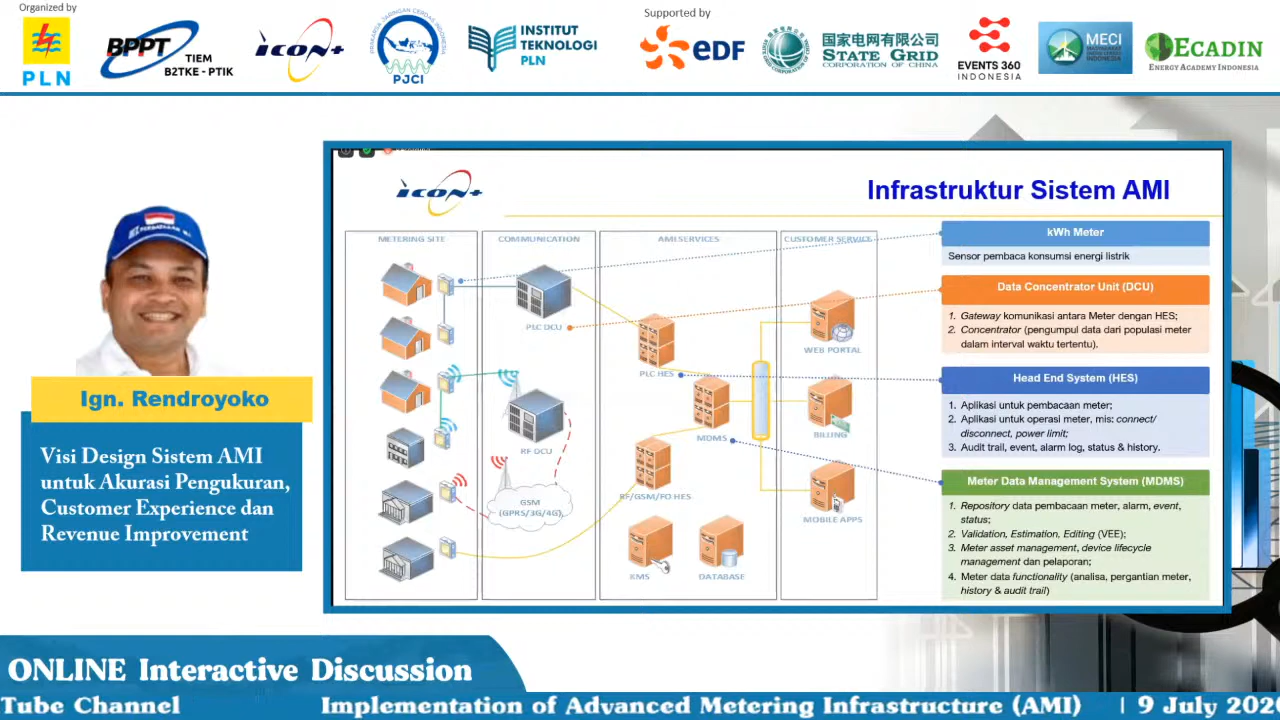 Organized by
PLN
BPPT
TIEM
B2TKE - PTIK
icon+
PRAKARSA JARINGAN CERDAS INDONESIA
PJCI
INSTITUT
TEKNOLOGI
PLN
Supported by
edF
国家电网有限公司
STATE GRID
CORPORATION OF CHINA
EVENTS 360
INDONESIA
MECI
ECADIN
ENERGY ACADEMY INDONESIA
icon+
Infrastruktur Sistem AMI
METERING SITE
COMMUNICATION
AMI SERVICES
CUSTOMER SERVICE
PLC DCU
RF DCU
GSM
(GPRS/3G/4G)
PLC HES
MDMS
RF/GSM/FO HES
KMS
DATABASE
WEB PORTAL
BILLING
MOBILE APPS
kWh Meter
Sensor pembaca konsumsi energi listrik
Data Concentrator Unit (DCU)
1. Gateway komunikasi antara Meter dengan HES;
2. Concentrator (pengumpul data dari populasi meter
dalam interval waktu tertentu).
Head End System (HES)
1. Aplikasi untuk pembacaan meter;
2. Aplikasi untuk operasi meter, mis: connect/
disconnect, power limit;
3. Audit trail, event, alarm log, status & history.
Meter Data Management System (MDMS)
1. Repository data pembacaan meter, alarm, event,
status;
2. Validation, Estimation, Editing (VEE);
3. Meter asset management, device lifecycle
management dan pelaporan;
4. Meter data functionality (analisa, pergantian meter,
history & audit trail)
Ign. Rendroyoko
Visi Design Sistem AMI
untuk Akurasi Pengukuran,
Customer Experience dan
Revenue Improvement
ONLINE Interactive Discussion
Tube Channel
Implementation of Advanced Metering Infrastructure (AMI)
| 9 July 202